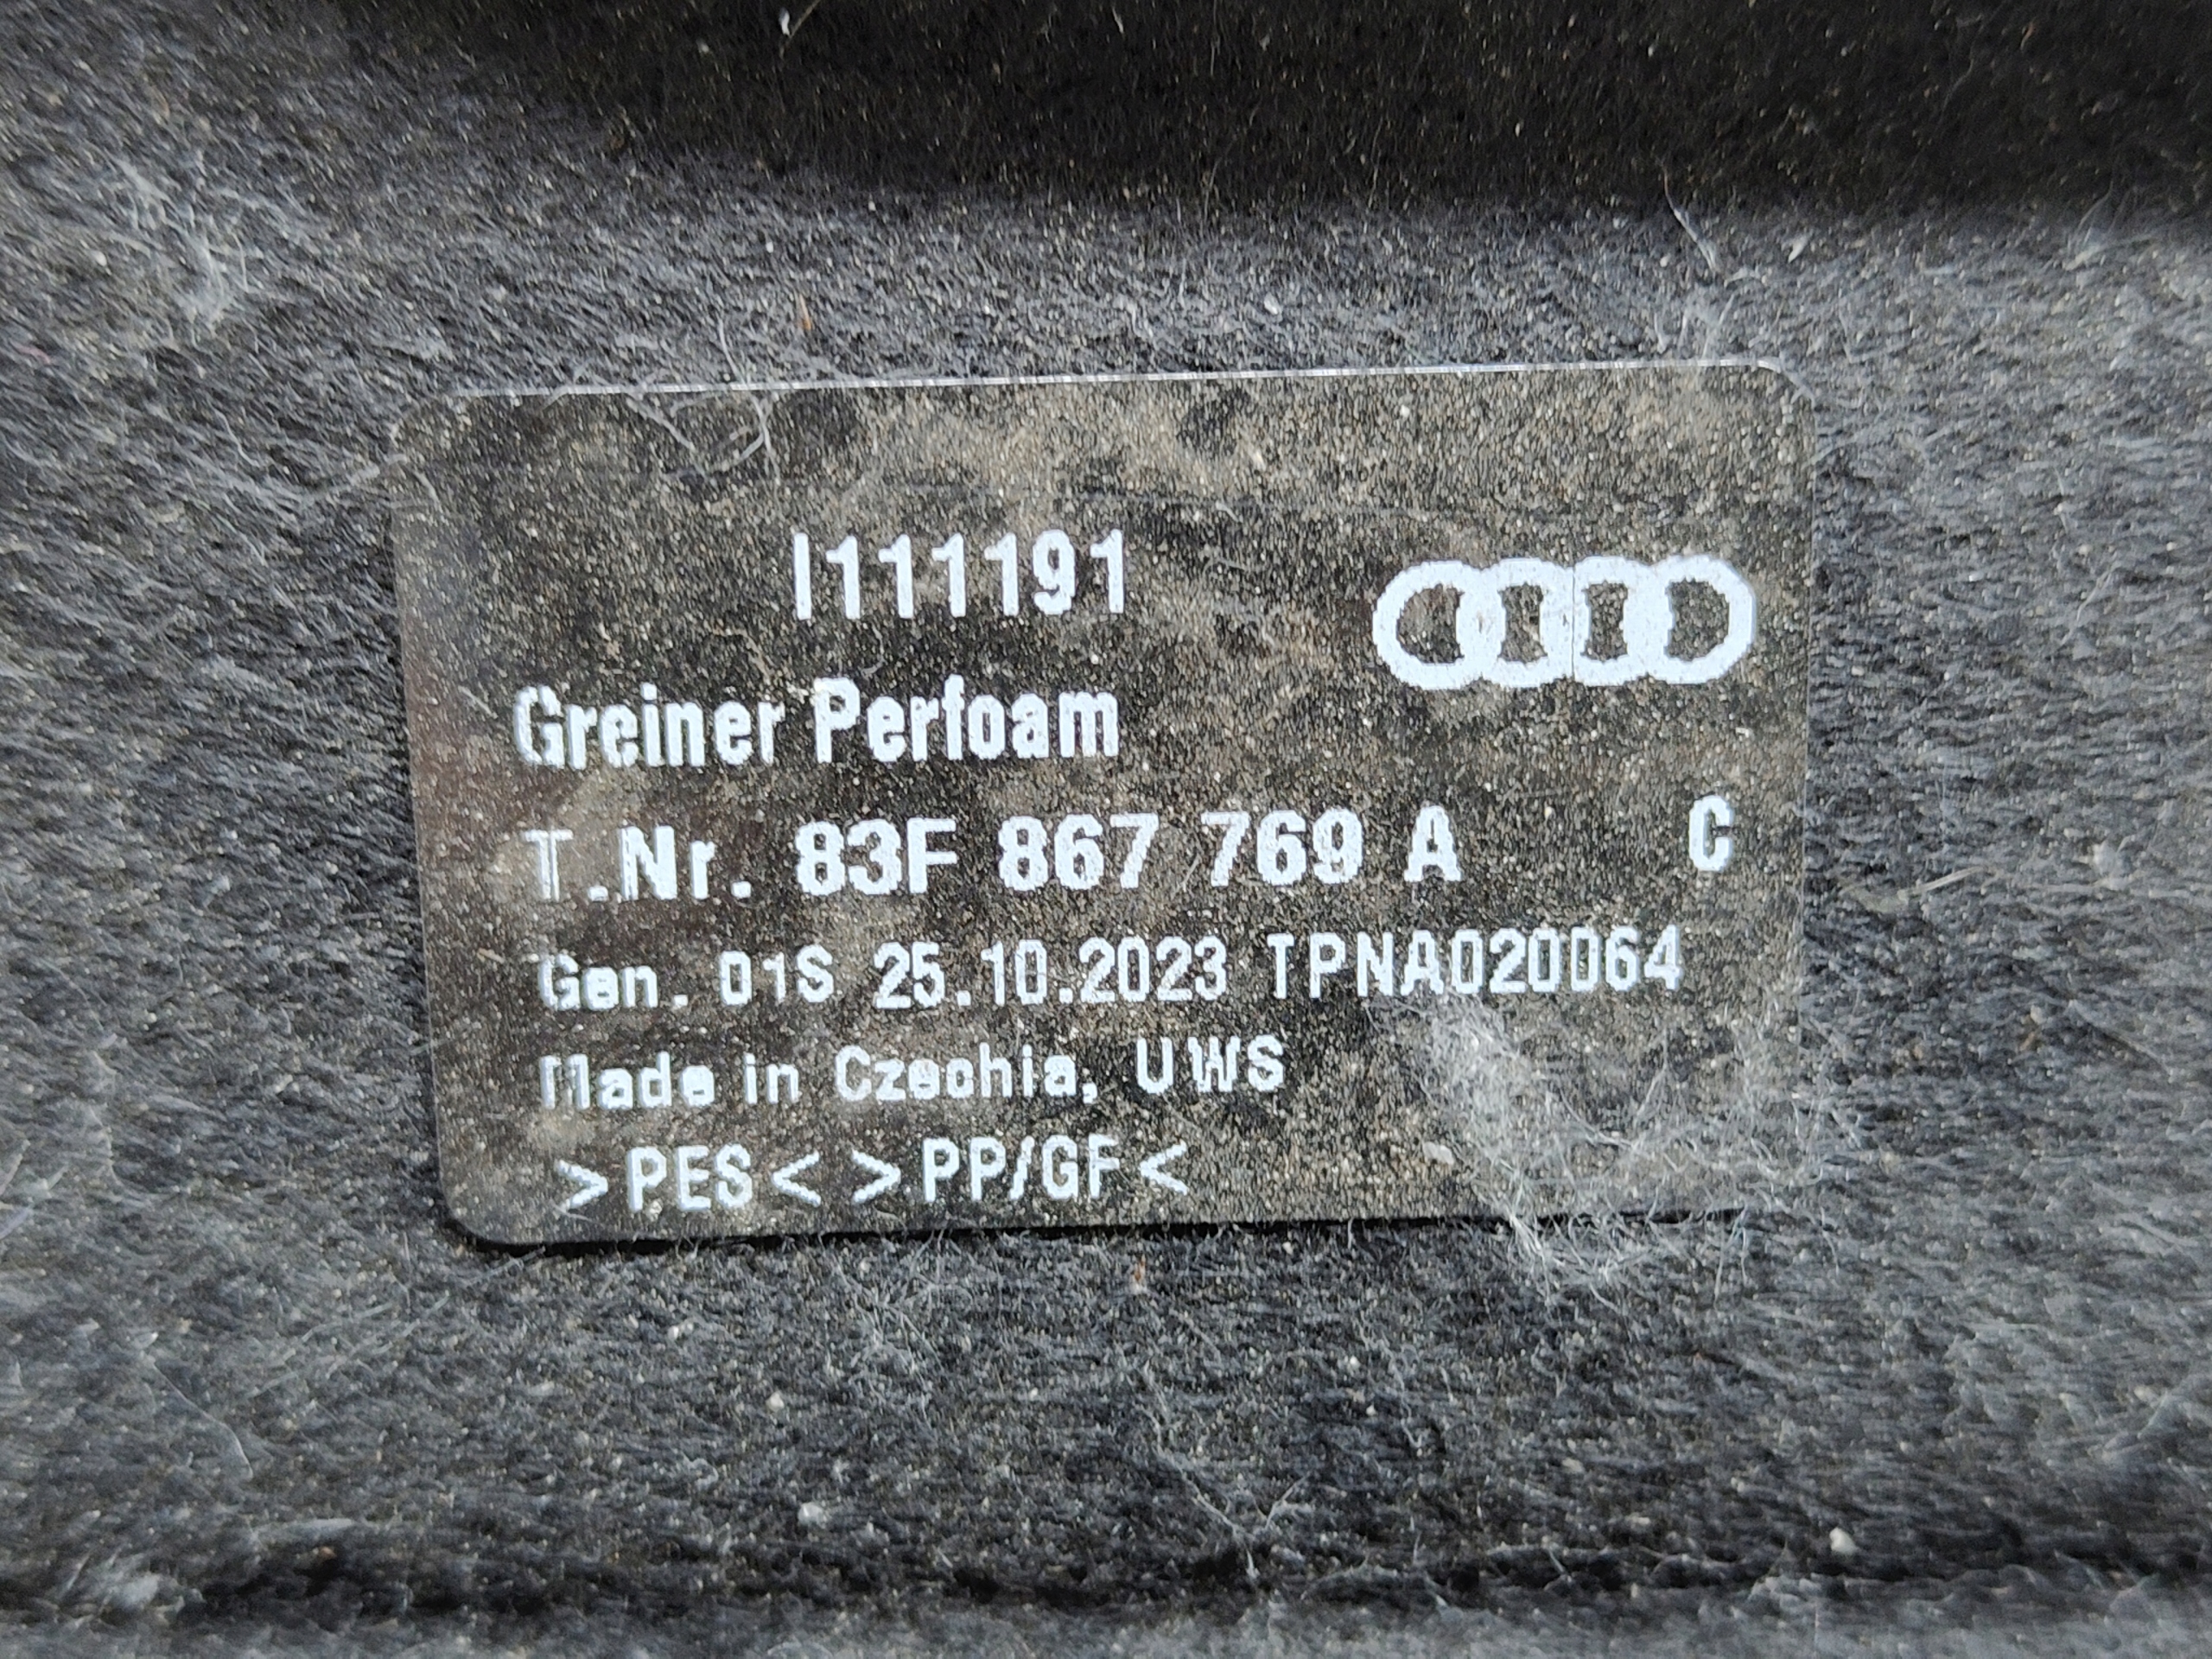 I111191
Greiner Perfoam
T.Nr. 83F 867 769 A C
Gen. 01S 25.10.2023 TPNA020064
Made in Czechia, UWS
>PES< >PP/GF<